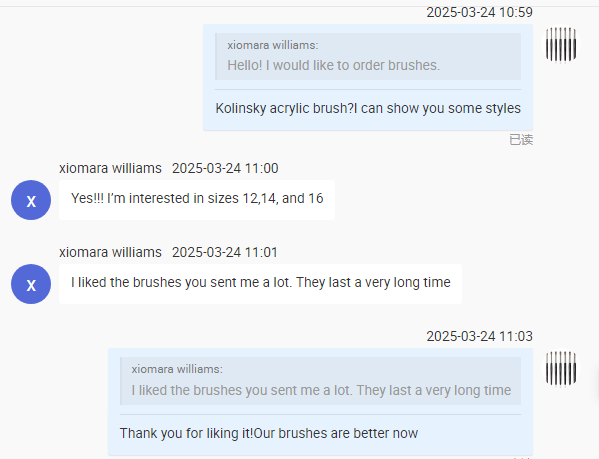 2025-03-24 10:59
xiomara williams:
Hello! I would like to order brushes.
Kolinsky acrylic brush?I can show you some styles
已读
xiomara williams 2025-03-24 11:00
X
Yes!!! I’m interested in sizes 12,14, and 16
xiomara williams 2025-03-24 11:01
X
I liked the brushes you sent me a lot. They last a very long time
2025-03-24 11:03
xiomara williams:
I liked the brushes you sent me a lot. They last a very long time
Thank you for liking it!Our brushes are better now